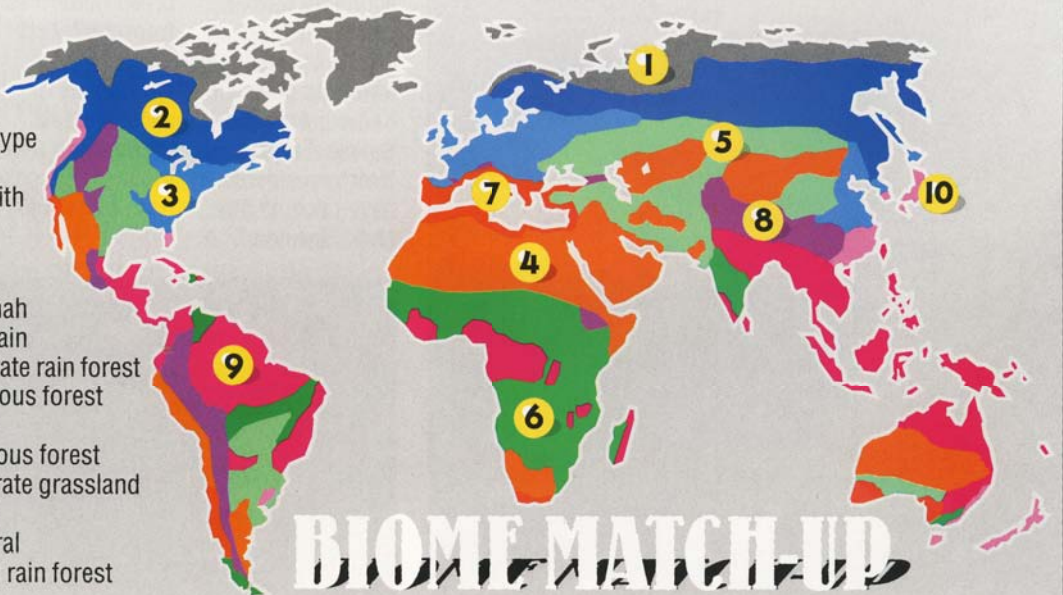 ype
ith
nah
ain
ate rain forest
ous forest
ous forest
rate grassland
ral
rain forest
1
2
3
4
5
6
7
8
9
10
BIOME MATCH-UP